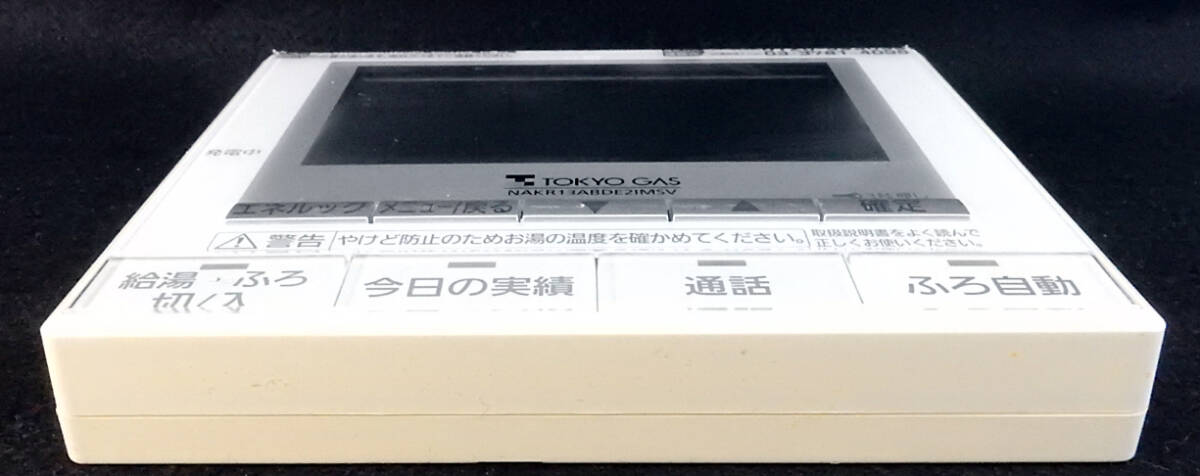 発電中
TOKYO GAS
NAKR13ABDE21MSV
エネルック メニュー/戻る ▼ ▲ 確定
警告 やけど防止のためお湯の温度を確かめてください。
取扱説明書をよく読んで
正しくお使いください。
給湯・ふろ
切/入
今日の実績
通話
ふろ自動